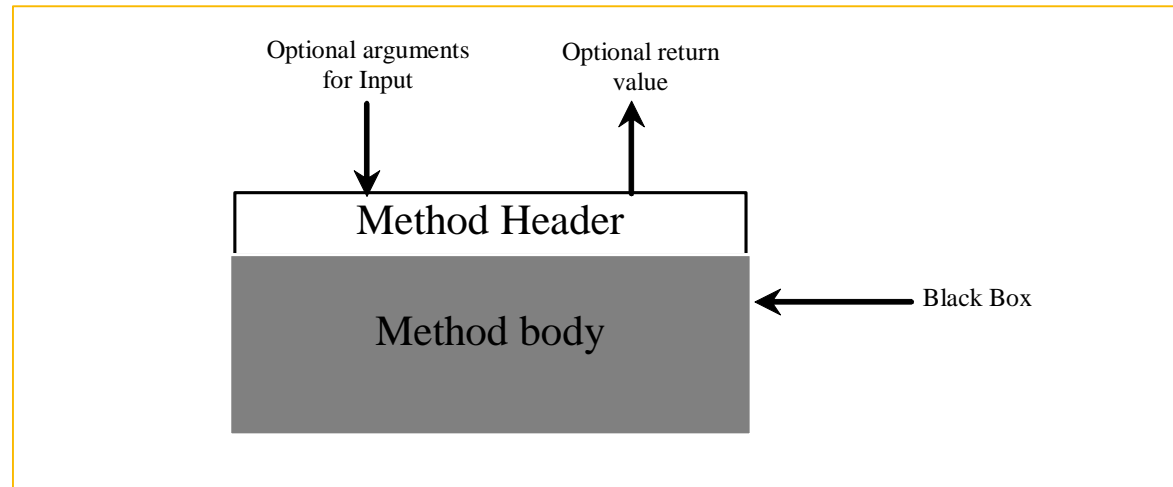 Optional arguments
for Input
Optional return
value
Method Header
Method body
Black Box